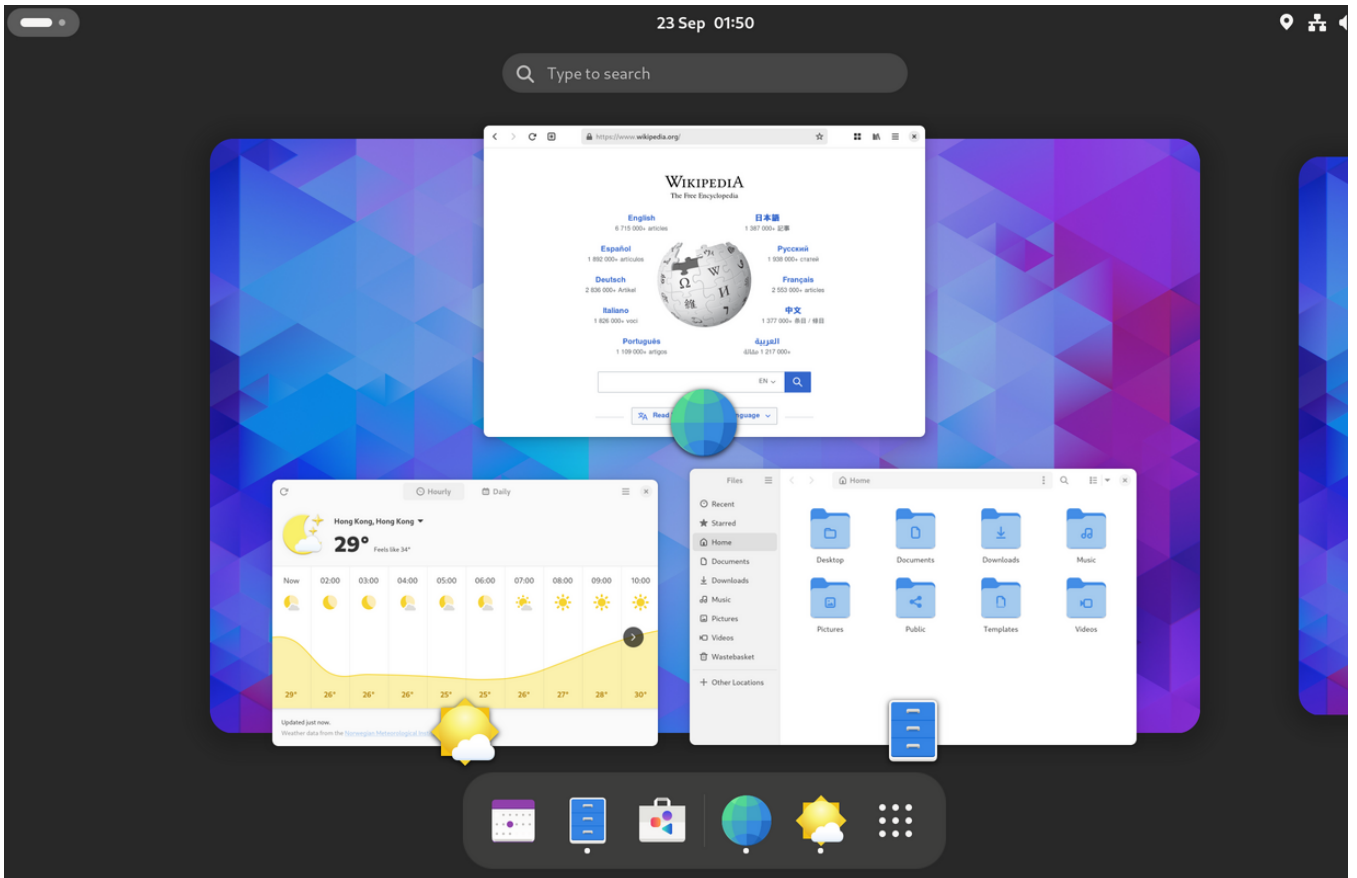 23 Sep 01:50
Type to search
https://www.wikipedia.org/
WIKIPEDIA
The Free Encyclopedia
English
6 715 000+ articles
日本語
1 387 000+ 記事
Español
1 892 000+ artículos
Русский
1 938 000+ статей
Deutsch
2 836 000+ Artikel
Français
2 553 000+ articles
Italiano
1 826 000+ voci
中文
1 377 000+ 条目 / 條目
Português
1 109 000+ artigos
العربية
1 217 000+ مقالة
EN
Read
nguage
Hourly
Daily
Hong Kong, Hong Kong
29°
Feels like 34°
Now 02:00 03:00 04:00 05:00 06:00 07:00 08:00 09:00 10:00
29° 26° 26° 26° 25° 25° 26° 27° 28° 30°
Updated just now.
Weather data from the Norwegian Meteorological
Files
Home
Recent
Starred
Home
Documents
Downloads
Music
Pictures
Videos
Wastebasket
Other Locations
Desktop
Documents
Downloads
Music
Pictures
Public
Templates
Videos